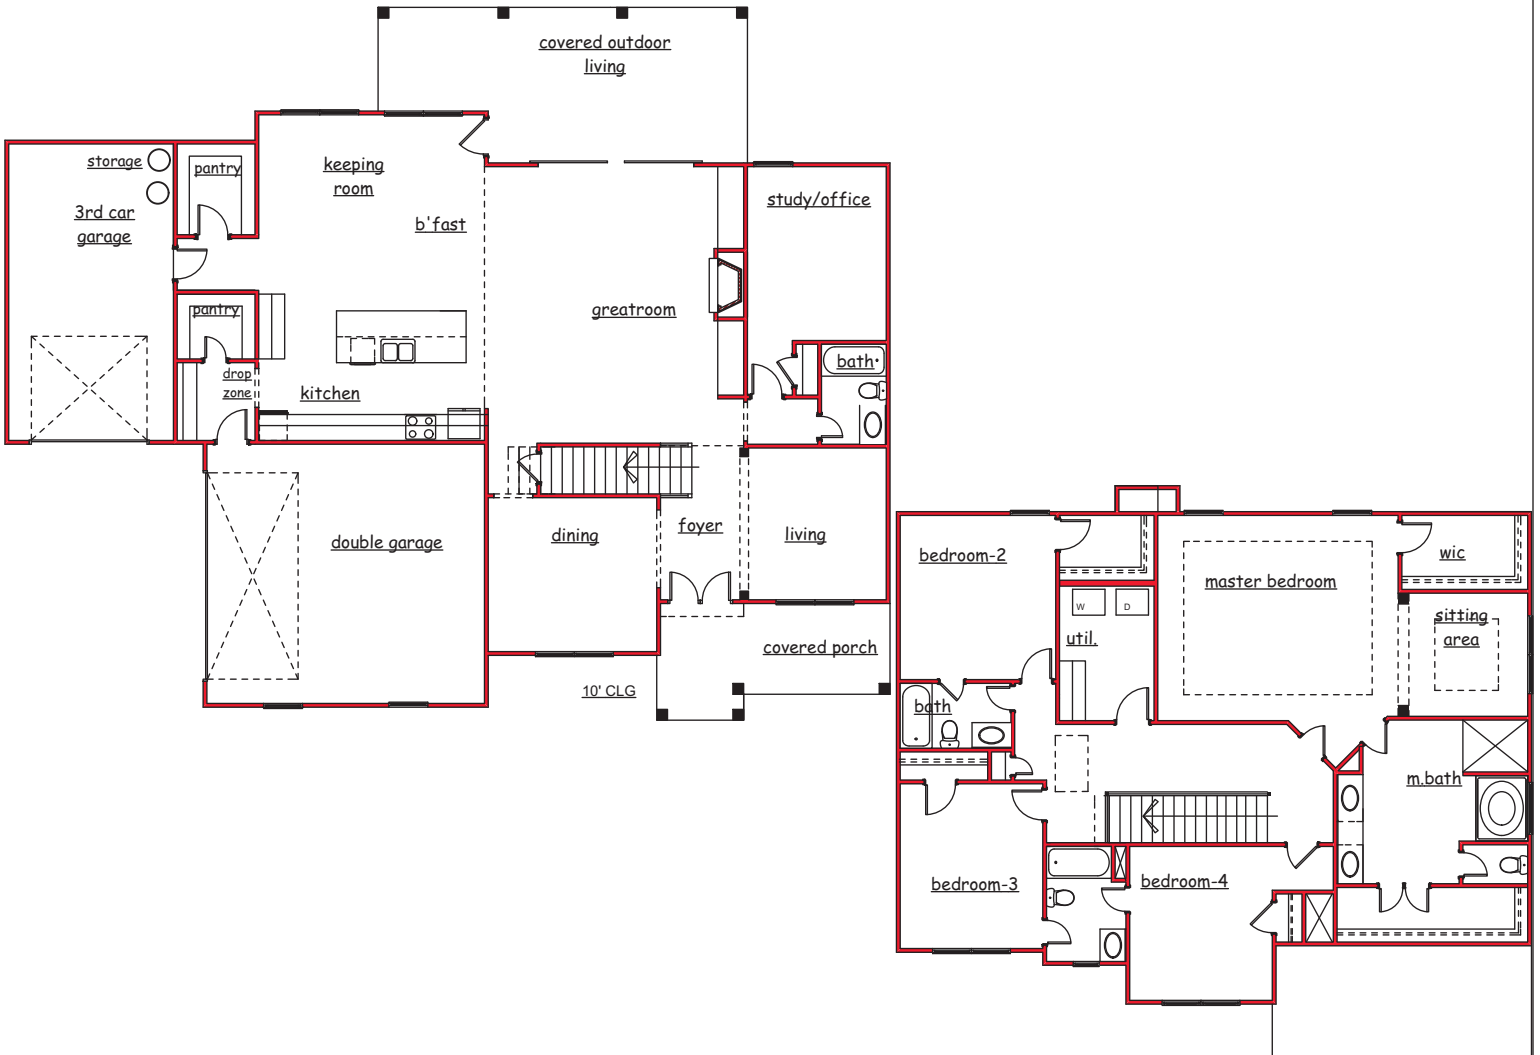 covered outdoor
living
storage
pantry
keeping
room
3rd car
garage
b'fast
study/office
greatroom
pantry
drop
zone
kitchen
bath
double garage
dining
foyer
living
covered porch
10' CLG
bedroom-2
W
D
util.
master bedroom
wic
sitting
area
bath
m.bath
bedroom-3
bedroom-4